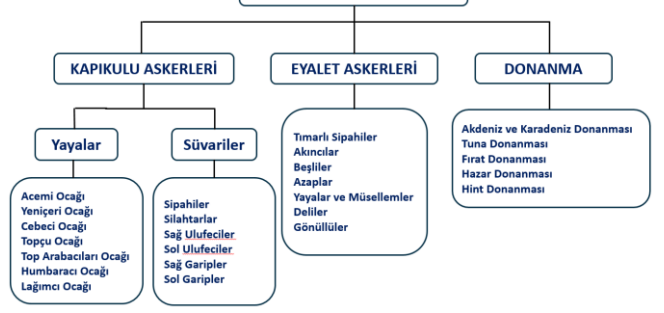 KAPIKULU ASKERLERİ
EYALET ASKERLERİ
DONANMA
Yayalar
Süvariler
Acemi Ocağı
Yeniçeri Ocağı
Cebeci Ocağı
Topçu Ocağı
Top Arabacıları Ocağı
Humbaracı Ocağı
Lağımcı Ocağı
Sipahiler
Silahtarlar
Sağ Ulufeciler
Sol Ulufeciler
Sağ Garipler
Sol Garipler
Tımarlı Sipahiler
Akıncılar
Beşliler
Azaplar
Yayalar ve Müsellemler
Deliler
Gönüllüler
Akdeniz ve Karadeniz Donanması
Tuna Donanması
Fırat Donanması
Hazar Donanması
Hint Donanması